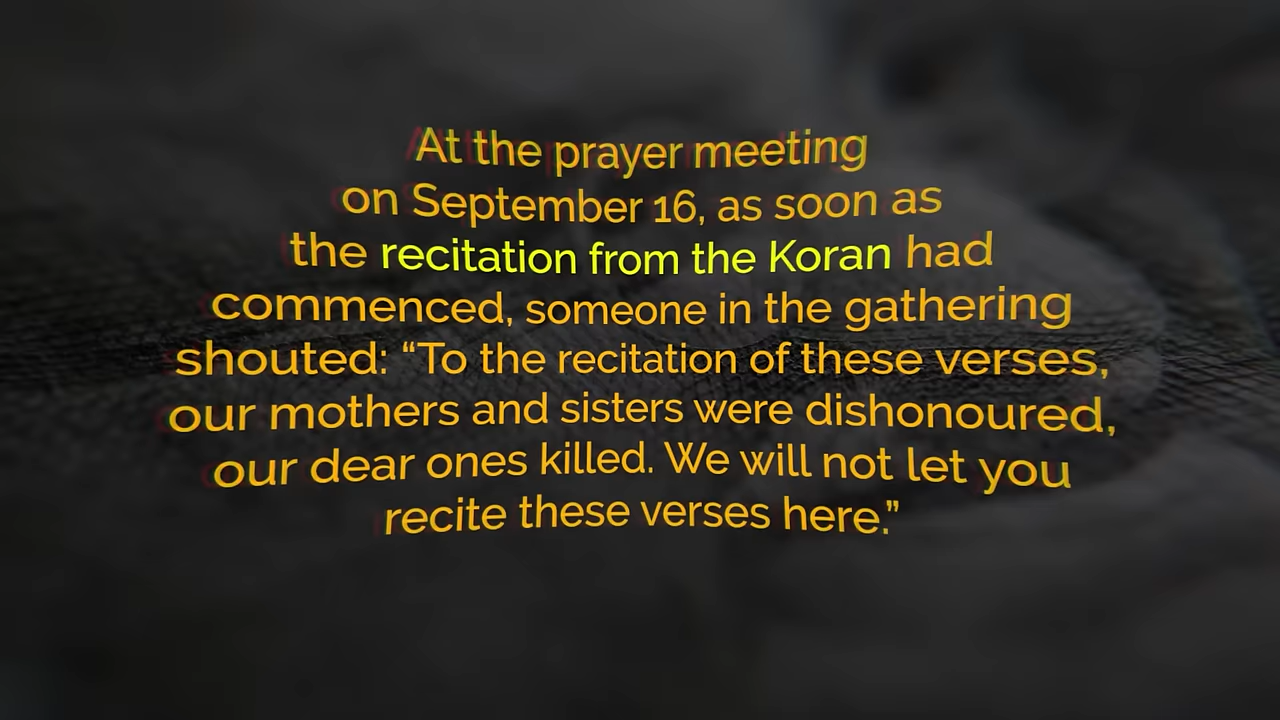 At the prayer meeting
on September 16, as soon as
the recitation from the Koran had
commenced, someone in the gathering
shouted: “To the recitation of these verses,
our mothers and sisters were dishonoured,
our dear ones killed. We will not let you
recite these verses here.”